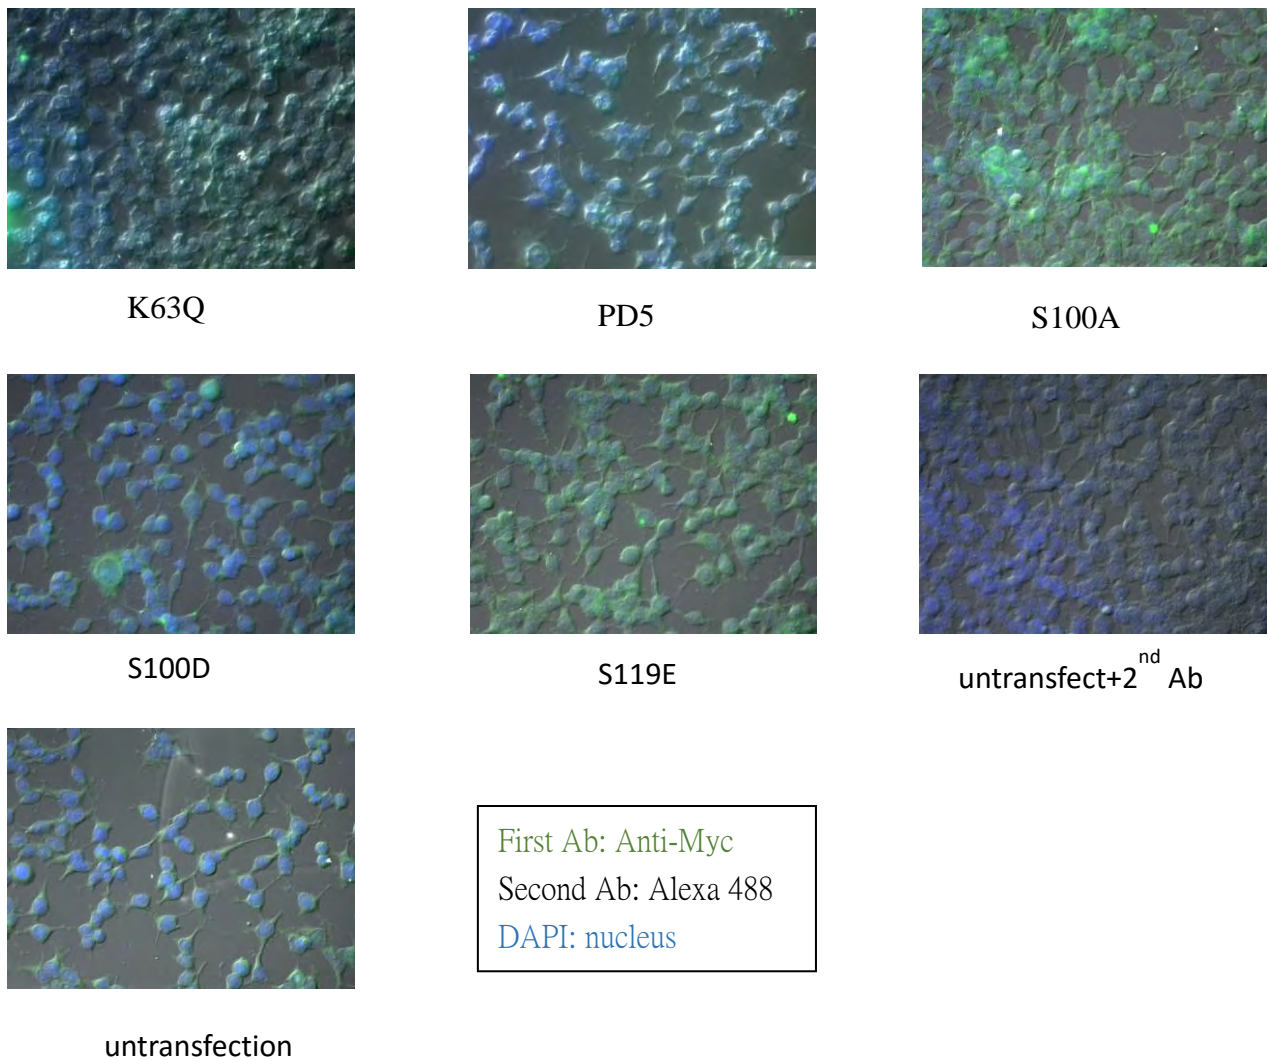 K63Q
PD5
S100A
S100D
S119E
untransfect+2nd Ab
First Ab: Anti-Myc
Second Ab: Alexa 488
DAPI: nucleus
untransfection